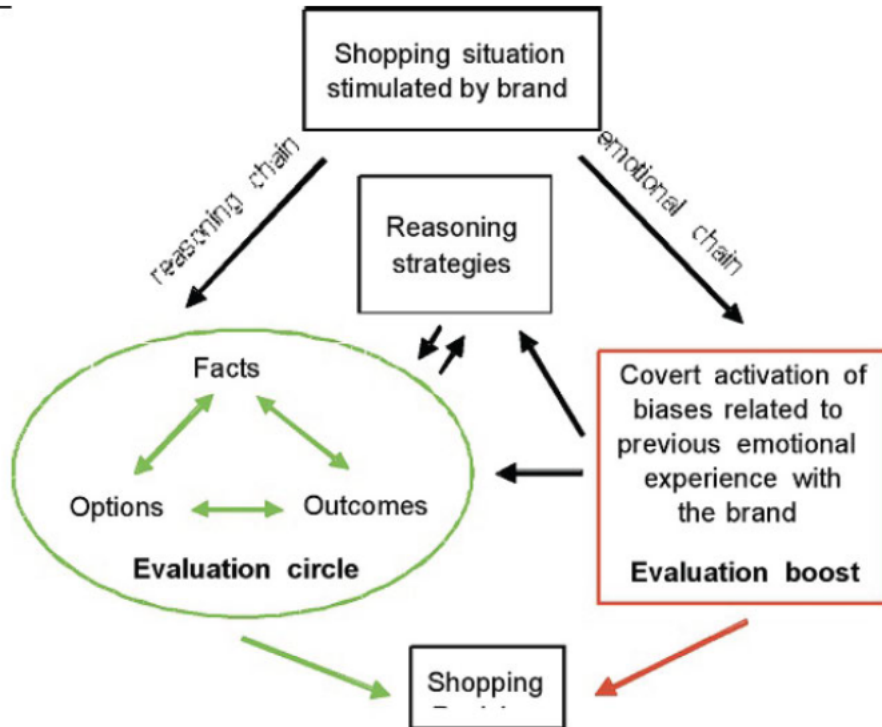 Shopping situation
stimulated by brand
reasoning chain
emotional chain
Reasoning
strategies
Facts
Options
Outcomes
Evaluation circle
Covert activation of
biases related to
previous emotional
experience with
the brand
Evaluation boost
Shopping